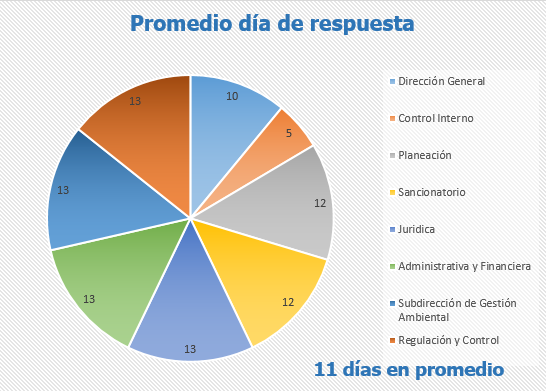 Promedio día de respuesta
10
5
12
12
13
13
13
13
Dirección General
Control Interno
Planeación
Sancionatorio
Juridica
Administrativa y Financiera
Subdirección de Gestión
Ambiental
Regulación y Control
11 días en promedio